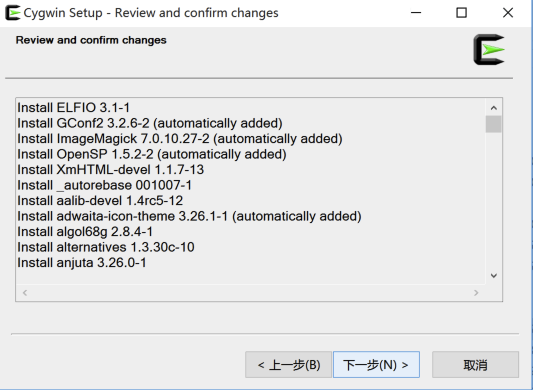 Cygwin Setup - Review and confirm changes
Review and confirm changes
Install ELFIO 3.1-1
Install GConf2 3.2.6-2 (automatically added)
Install ImageMagick 7.0.10.27-2 (automatically added)
Install OpenSP 1.5.2-2 (automatically added)
Install XmHTML-devel 1.1.7-13
Install _autorebase 001007-1
Install aalib-devel 1.4rc5-12
Install adwaita-icon-theme 3.26.1-1 (automatically added)
Install algol68g 2.8.4-1
Install alternatives 1.3.30c-10
Install anjuta 3.26.0-1
< 上一步(B) 下一步(N) > 取消